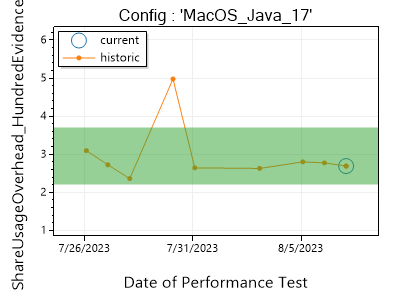 Config : 'MacOS_Java_17'
current
historic
6
5
4
3
2
1
ShareUsageOverhead_HundredEvidence
7/26/2023
7/31/2023
8/5/2023
Date of Performance Test